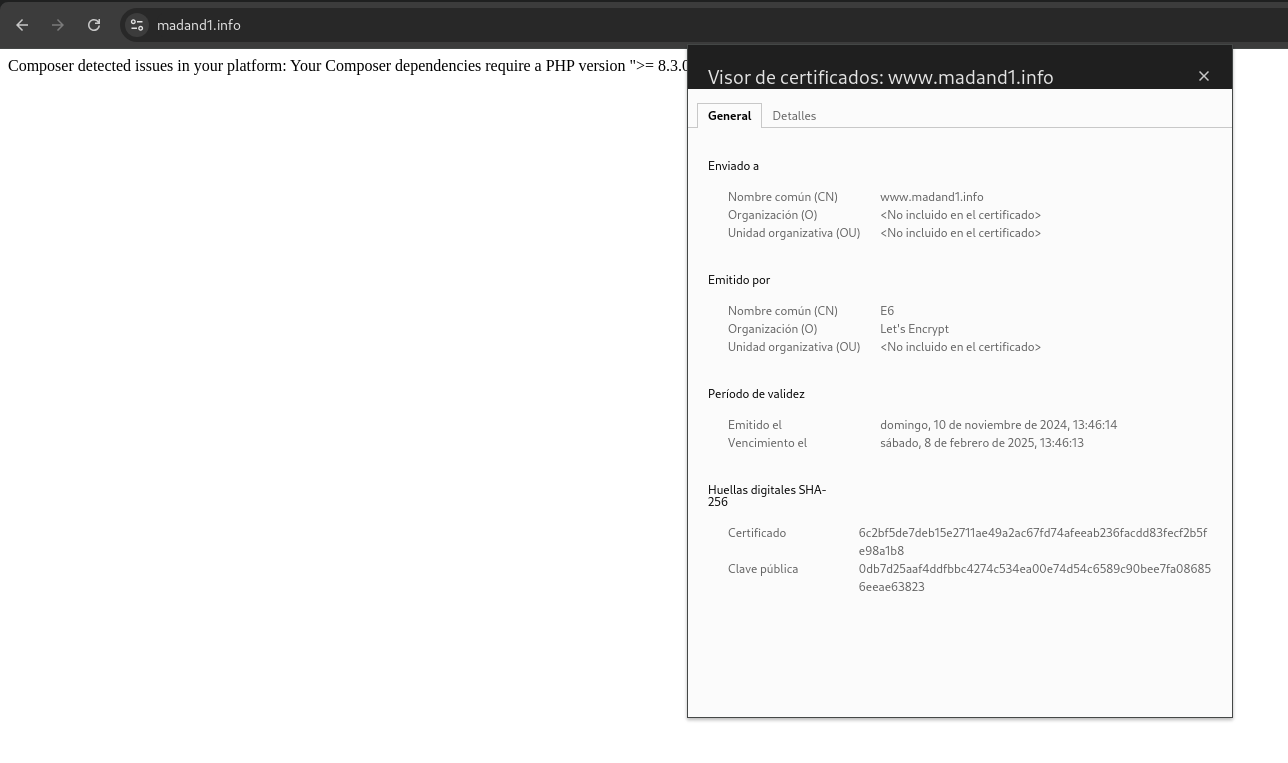 madand1.info
Composer detected issues in your platform: Your Composer dependencies require a PHP version ">= 8.3.0
Visor de certificados: www.madand1.info
General Detalles
Enviado a
Nombre común (CN) www.madand1.info
Organización (O) <No incluido en el certificado>
Unidad organizativa (OU) <No incluido en el certificado>
Emitido por
Nombre común (CN) E6
Organización (O) Let's Encrypt
Unidad organizativa (OU) <No incluido en el certificado>
Período de validez
Emitido el domingo, 10 de noviembre de 2024, 13:46:14
Vencimiento el sábado, 8 de febrero de 2025, 13:46:13
Huellas digitales SHA-
256
Certificado 6c2bf5de7deb15e2711ae49a2ac67fd74afeeab236facdd83fecf2b5f
e98a1b8
Clave pública 0db7d25aaf4ddfbbc4274c534ea00e74d54c6589c90bee7fa08685
6eeae63823